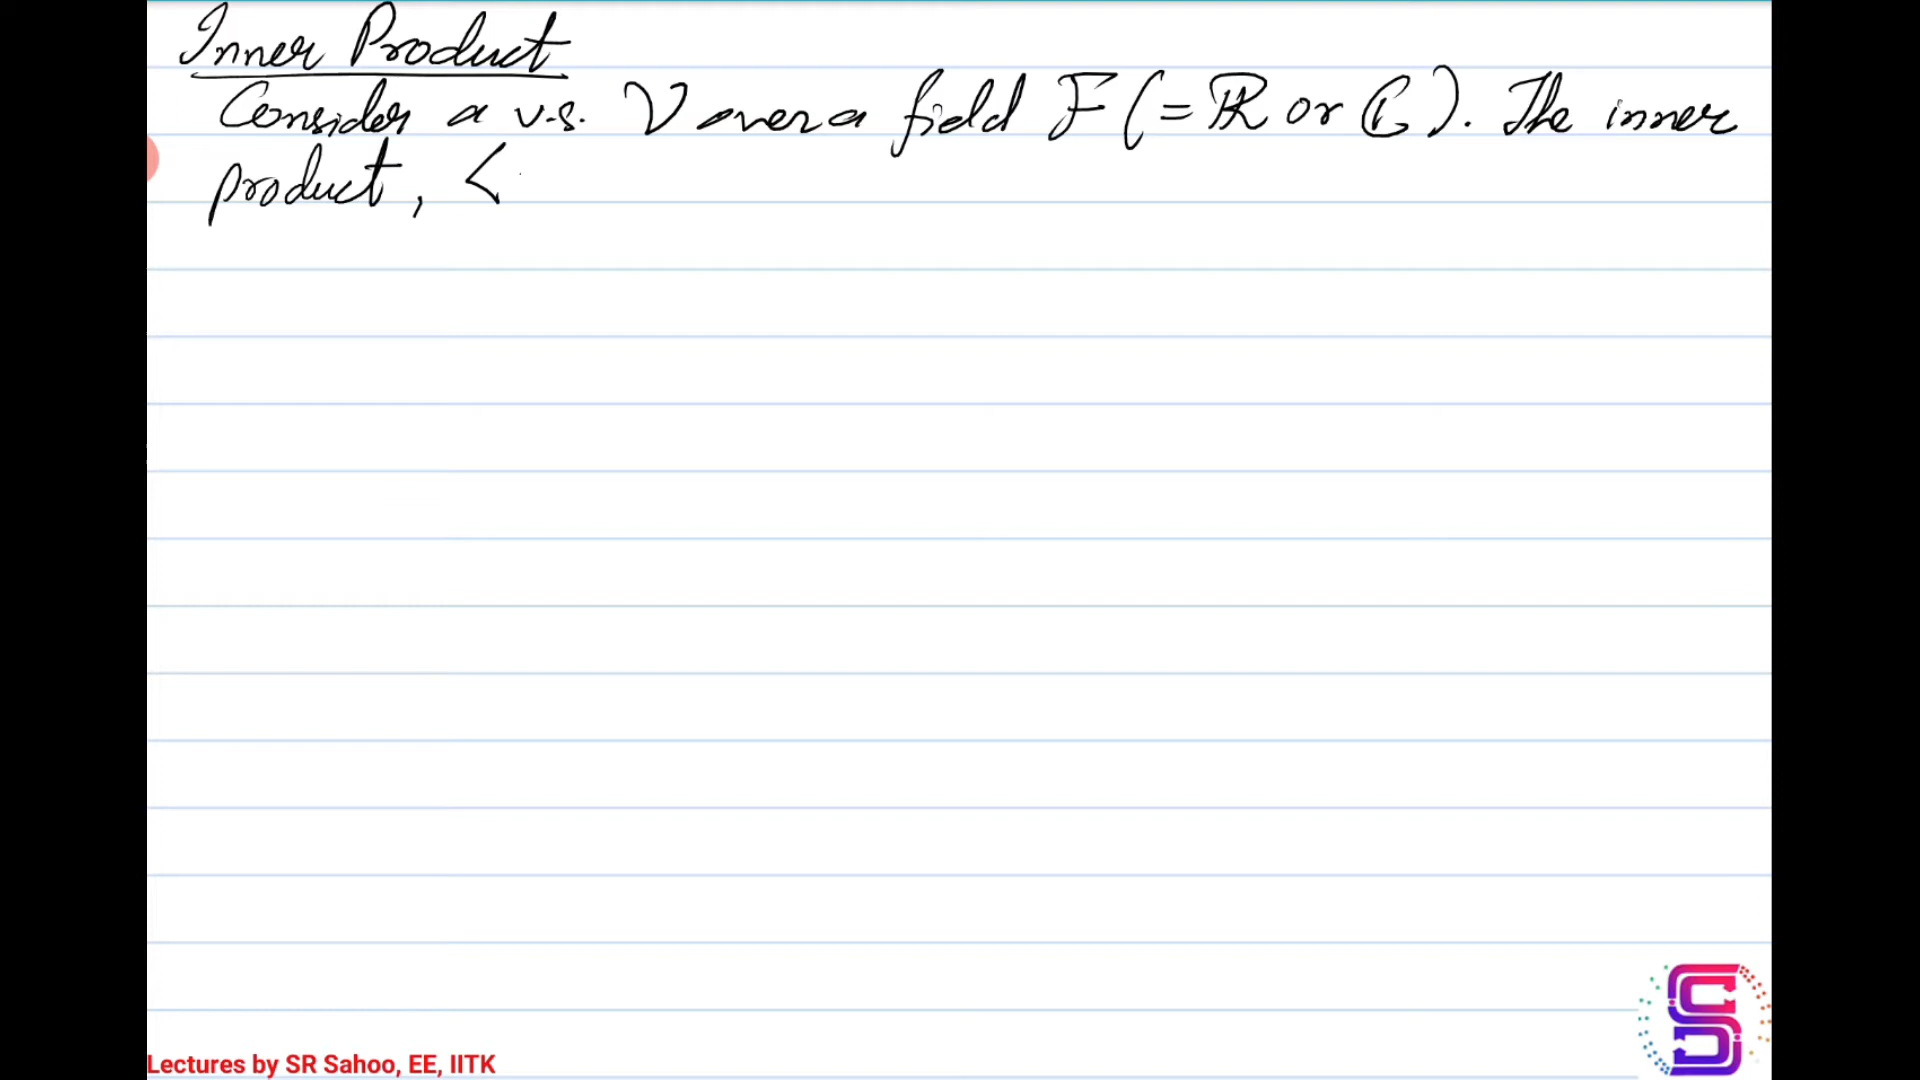 Inner Product
Consider a v.s. V over a field F (= ℝ or ℂ). The inner
product, <
Lectures by SR Sahoo, EE, IITK